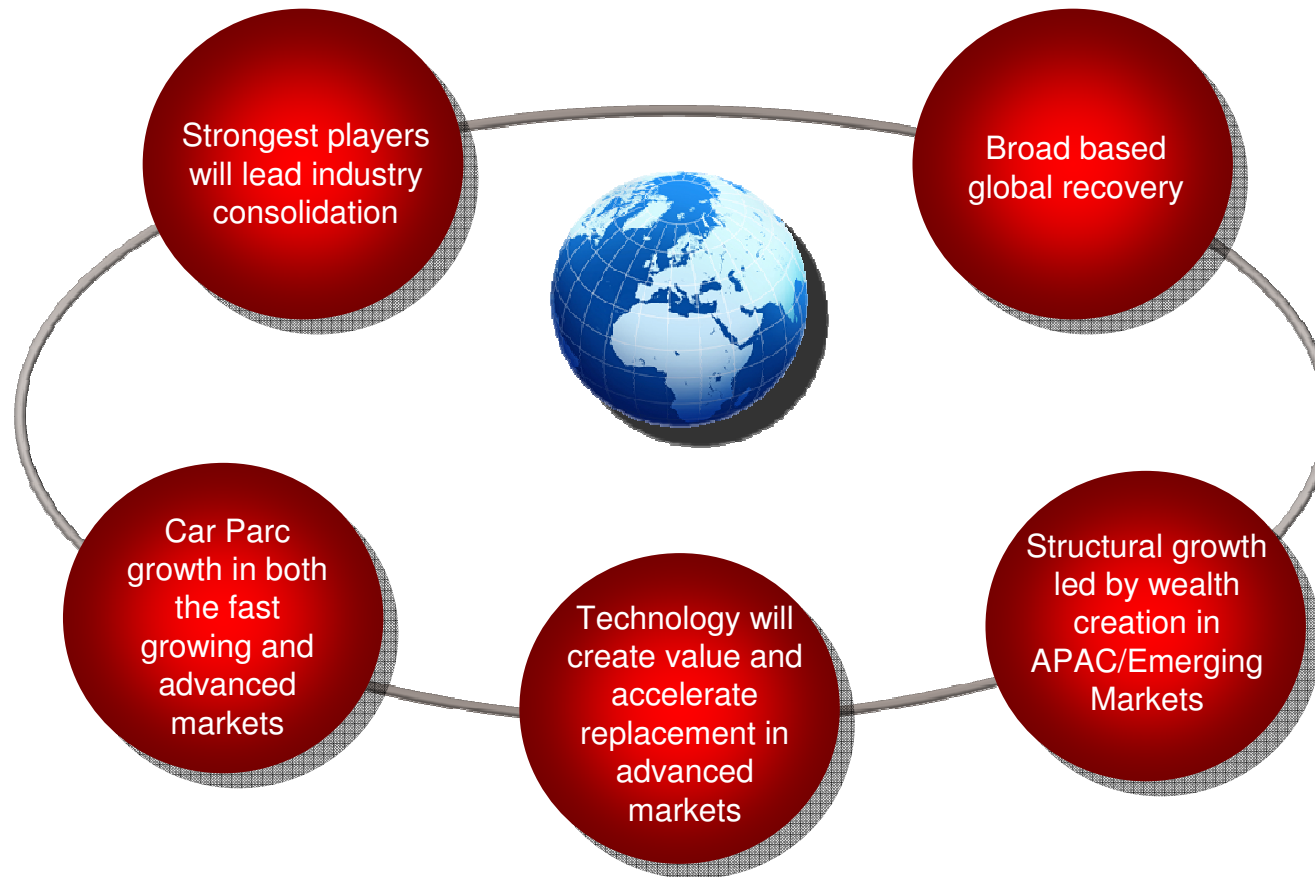 Strongest players
will lead industry
consolidation
Broad based
global recovery
Car Parc
growth in both
the fast
growing and
advanced
markets
Technology will
create value and
accelerate
replacement in
advanced
markets
Structural growth
led by wealth
creation in
APAC/Emerging
Markets